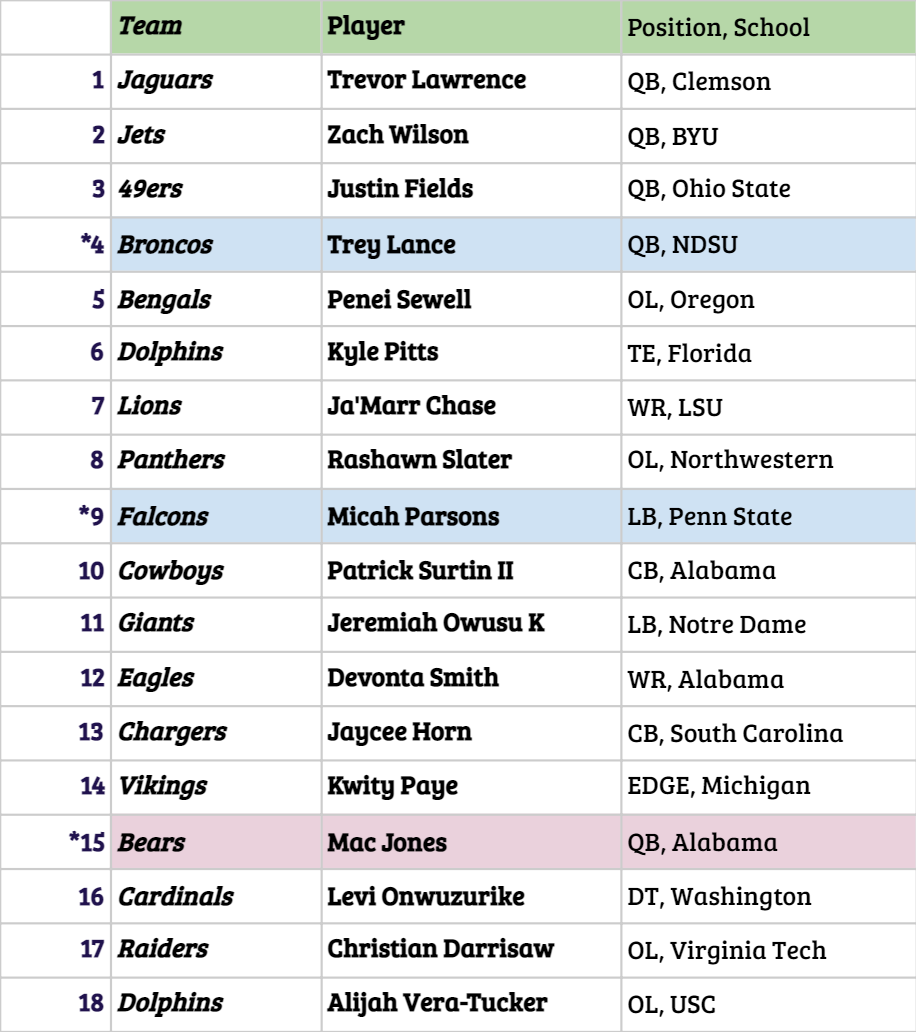 Team Player Position, School
1 Jaguars Trevor Lawrence QB, Clemson
2 Jets Zach Wilson QB, BYU
3 49ers Justin Fields QB, Ohio State
*4 Broncos Trey Lance QB, NDSU
5 Bengals Penei Sewell OL, Oregon
6 Dolphins Kyle Pitts TE, Florida
7 Lions Ja'Marr Chase WR, LSU
8 Panthers Rashawn Slater OL, Northwestern
*9 Falcons Micah Parsons LB, Penn State
10 Cowboys Patrick Surtin II CB, Alabama
11 Giants Jeremiah Owusu K LB, Notre Dame
12 Eagles Devonta Smith WR, Alabama
13 Chargers Jaycee Horn CB, South Carolina
14 Vikings Kwity Paye EDGE, Michigan
*15 Bears Mac Jones QB, Alabama
16 Cardinals Levi Onwuzurike DT, Washington
17 Raiders Christian Darrisaw OL, Virginia Tech
18 Dolphins Alijah Vera-Tucker OL, USC